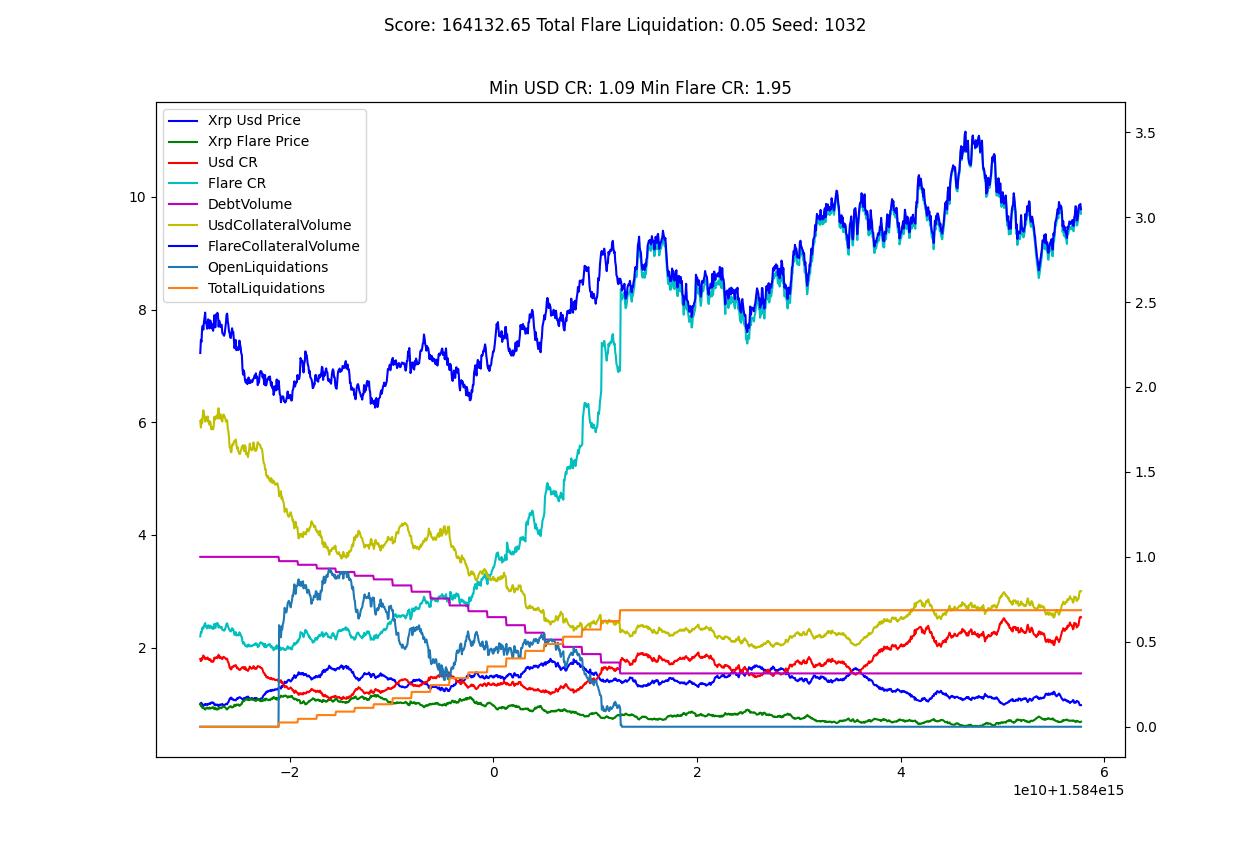 Score: 164132.65 Total Flare Liquidation: 0.05 Seed: 1032
Min USD CR: 1.09 Min Flare CR: 1.95
Xrp Usd Price
Xrp Flare Price
Usd CR
Flare CR
DebtVolume
UsdCollateralVolume
FlareCollateralVolume
OpenLiquidations
TotalLiquidations
10
8
6
4
2
3.5
3.0
2.5
2.0
1.5
1.0
0.5
0.0
−2 0 2 4 6
1e10+1.584e15